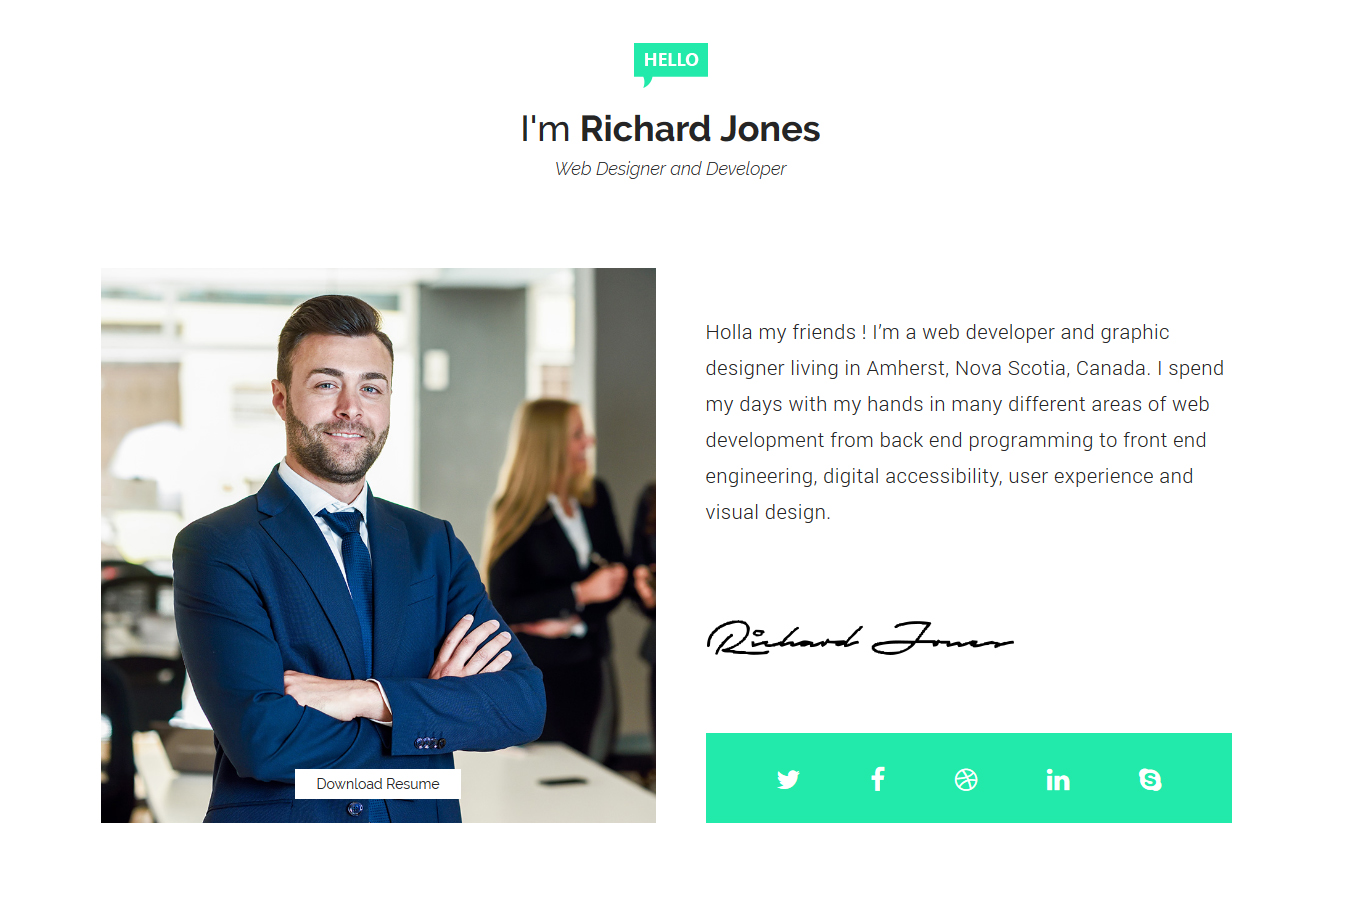 HELLO
I'm Richard Jones
Web Designer and Developer
Holla my friends ! I’m a web developer and graphic
designer living in Amherst, Nova Scotia, Canada. I spend
my days with my hands in many different areas of web
development from back end programming to front end
engineering, digital accessibility, user experience and
visual design.
Richard Jones
Download Resume